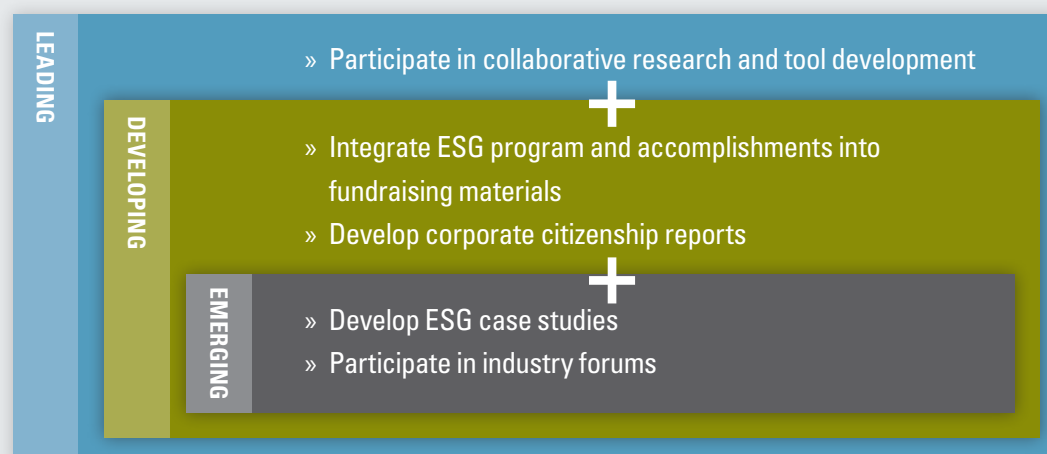 LEADING
» Participate in collaborative research and tool development
+
DEVELOPING
» Integrate ESG program and accomplishments into
fundraising materials
» Develop corporate citizenship reports
+
EMERGING
» Develop ESG case studies
» Participate in industry forums